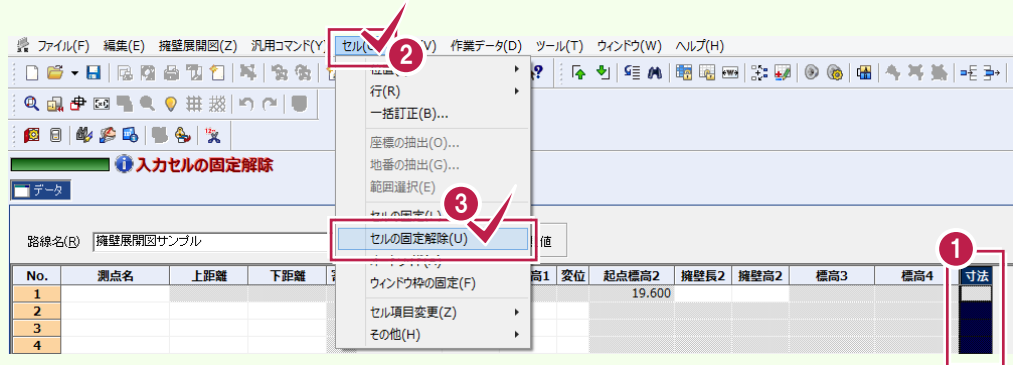 ファイル(F) 編集(E) 擁壁展開図(Z) 汎用コマンド(Y) セル( (V) 作業データ(D) ツール(T) ウィンドウ(W) ヘルプ(H)
2
行(R)
一括訂正(B)...
座標の抽出(O)...
地番の抽出(G)...
範囲選択(E)
3
セルの固定(L)
セルの固定解除(U)
ウィンドウ枠の固定(F)
セル項目変更(Z)
その他(H)
入力セルの固定解除
データ
路線名(R) 擁壁展開図サンプル 値
1
No. 測点名 上距離 下距離 高1 変位 起点標高2 擁壁長2 擁壁高2 標高3 標高4 寸法
1 19.600
2
3
4